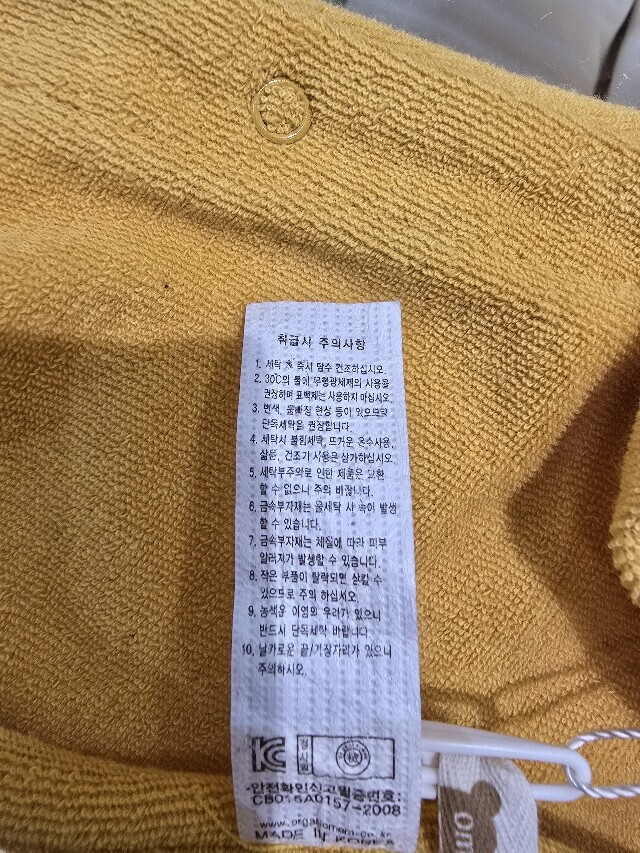 취급시 주의사항
1. 세탁 후 즉시 탈수 건조하십시오.
2. 30℃의 물에 무형광세제의 사용을
권장하며 표백제는 사용하지 마십시오.
3. 변색, 물빠짐 현상 등이 있으므로
단독세탁을 권장합니다.
4. 세탁시 불림세탁, 뜨거운 온수사용,
삶음, 건조기 사용은 삼가하십시오.
5. 세탁부주의로 인한 제품은 교환
할 수 없으니 주의 바랍니다.
6. 금속부자재는 물세탁 시 녹이 발생
할 수 있습니다.
7. 금속부자재는 체질에 따라 피부
알러지가 발생할 수 있습니다.
8. 작은 부품이 탈락되면 삼킬 수
있으므로 주의 하십시오.
9. 농색은 이염의 우려가 있으니
반드시 단독세탁 바랍니다
10. 날카로운 끝/가장자리가 있으니
주의하시오.
검사필
-안전확인신고필증번호:
CB015A0157-2008
www.organicmom.co.kr
MADE IN KOREA